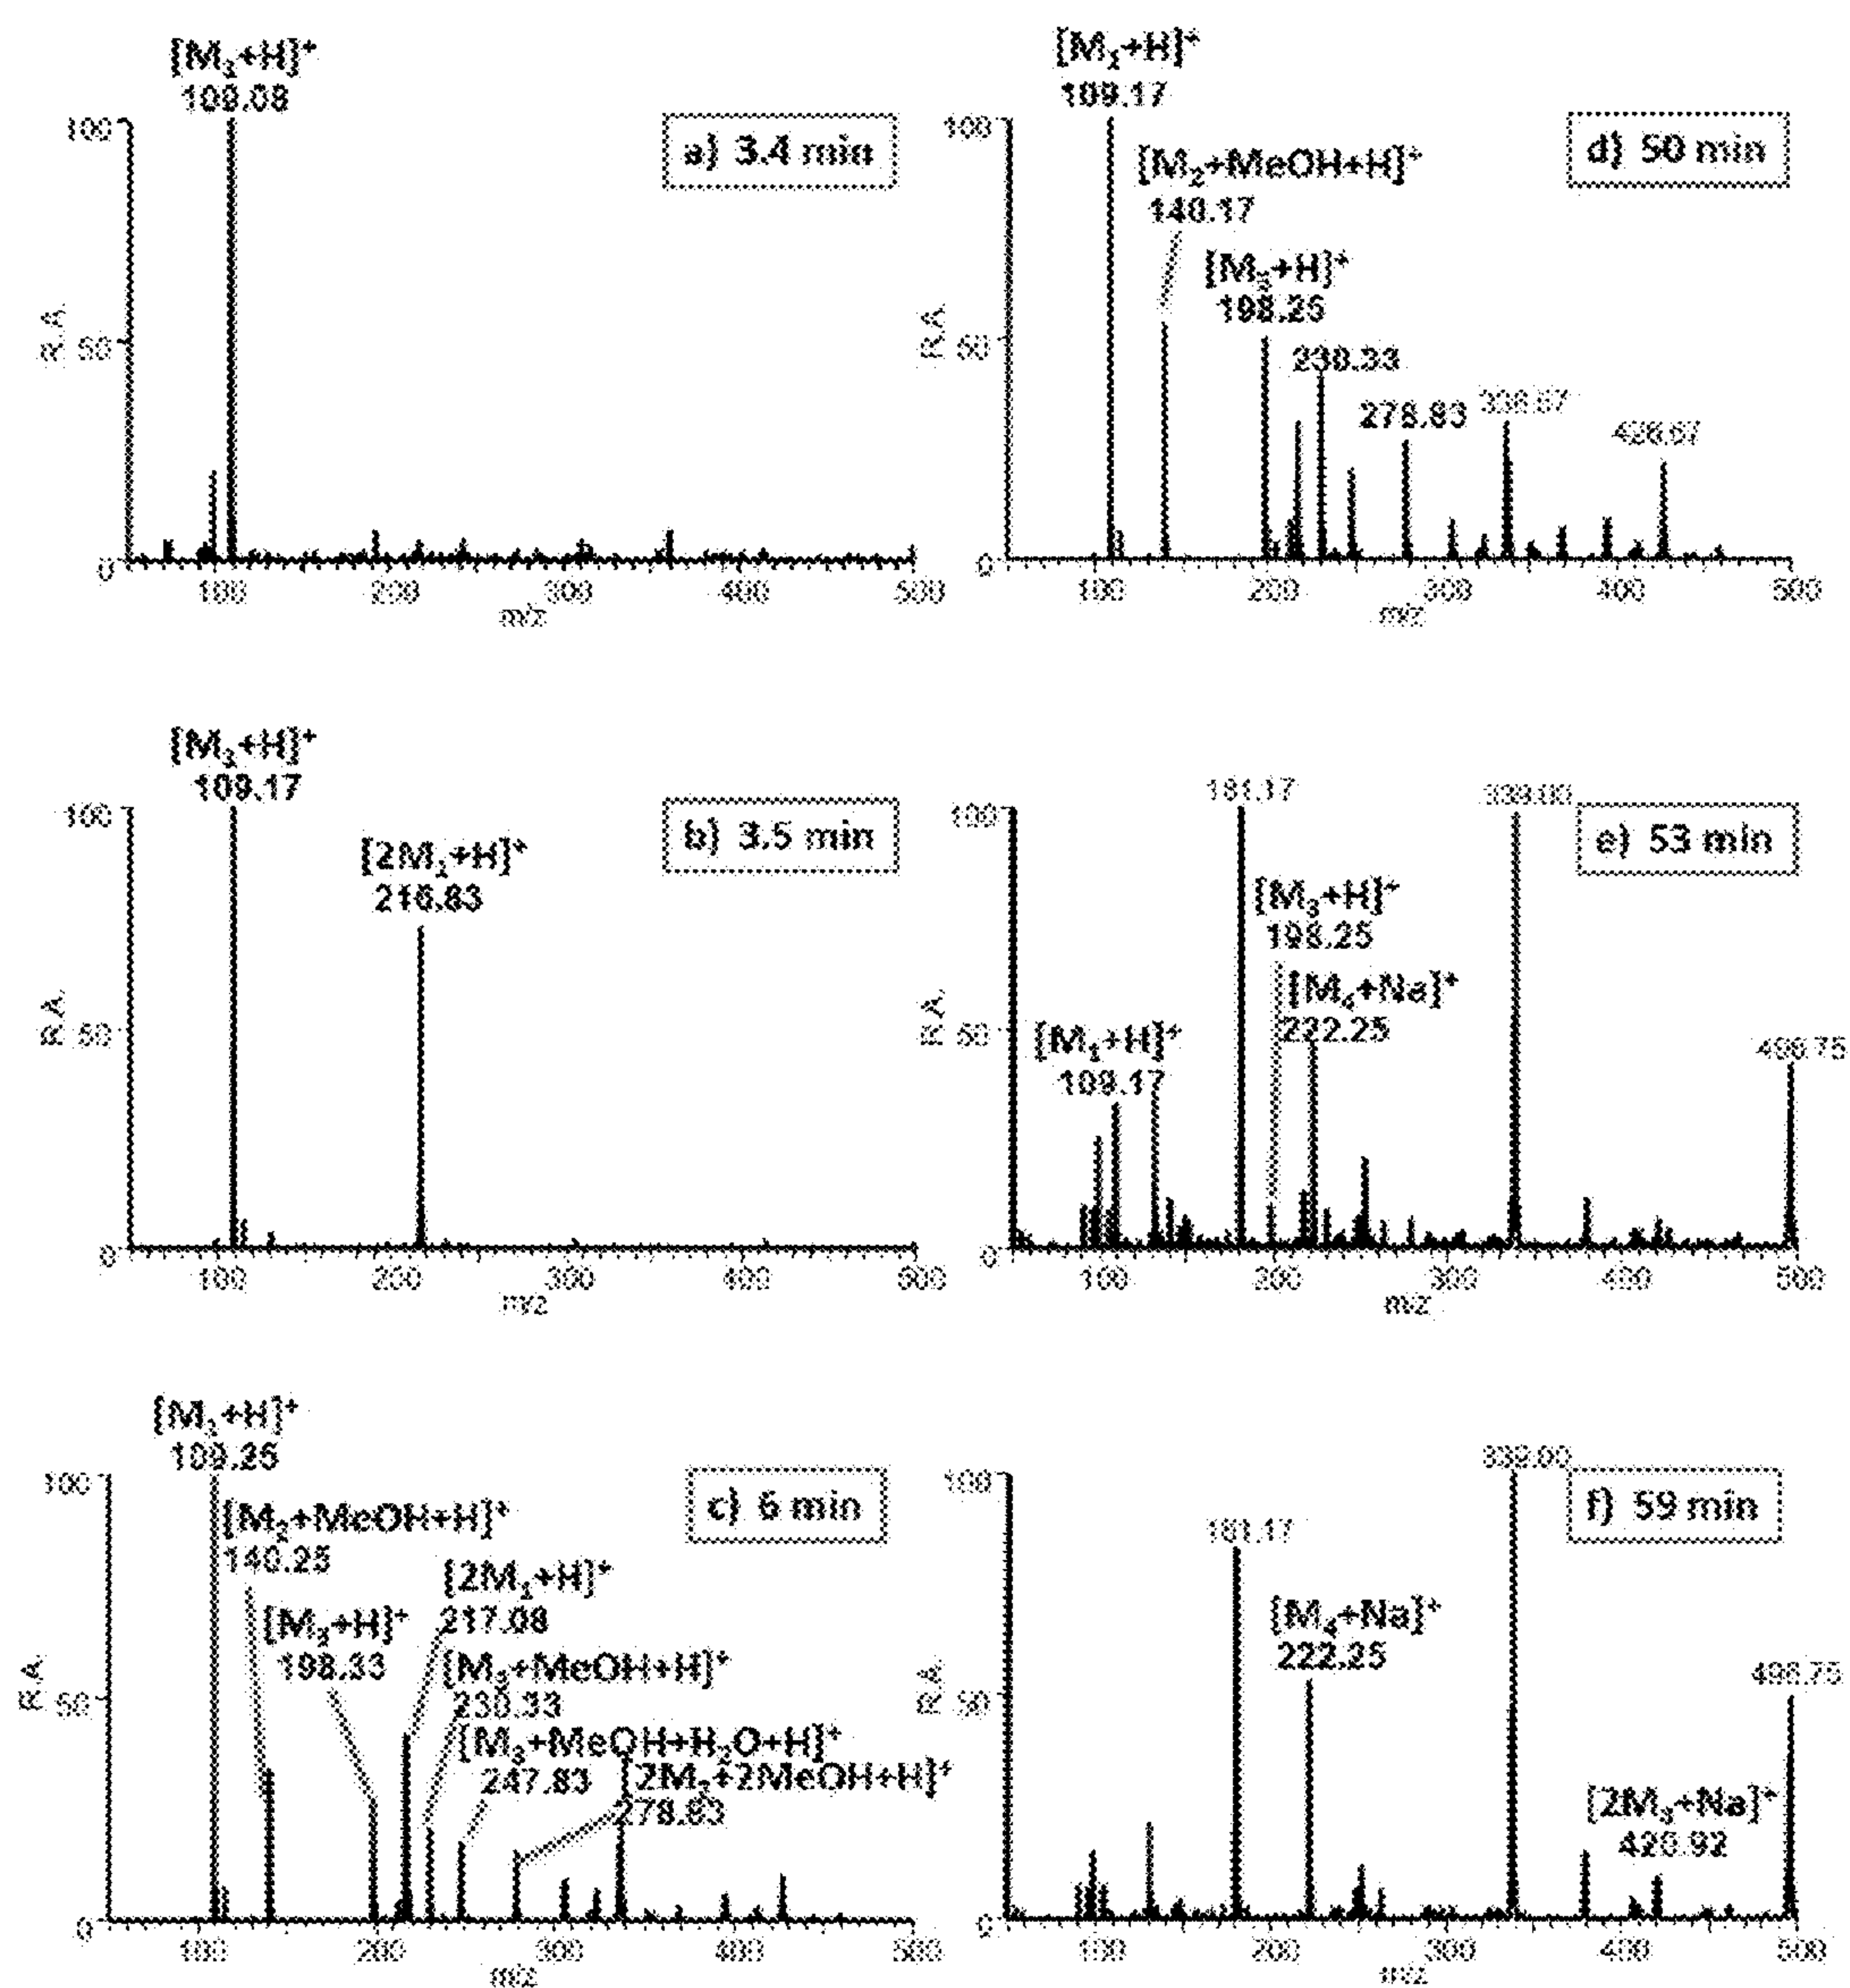 [M₁+H]⁺
109.08
a) 3.4 min
100
50
0
R.A.
100 200 300 400 500
m/z
[M₁+H]⁺
109.17
[M₂+MeOH+H]⁺
140.17
[M₃+H]⁺
198.25
230.33
278.83
336.67
426.67
d) 50 min
100
50
0
R.A.
100 200 300 400 500
m/z
[M₁+H]⁺
109.17
[2M₁+H]⁺
216.83
b) 3.5 min
100
50
0
R.A.
100 200 300 400 500
m/z
181.17
339.00
e) 53 min
[M₃+H]⁺
198.25
[M₄+Na]⁺
222.25
[M₁+H]⁺
109.17
496.75
100
50
0
R.A.
100 200 300 400 500
m/z
[M₁+H]⁺
109.25
c) 6 min
[M₂+MeOH+H]⁺
140.25
[2M₁+H]⁺
217.08
[M₃+H]⁺
198.33
[M₃+MeOH+H]⁺
230.33
[M₃+MeOH+H₂O+H]⁺
247.83
[2M₂+2MeOH+H]⁺
278.83
100
50
0
R.A.
100 200 300 400 500
m/z
339.00
f) 59 min
181.17
[M₄+Na]⁺
222.25
496.75
[2M₃+Na]⁺
420.92
100
50
0
R.A.
100 200 300 400 500
m/z